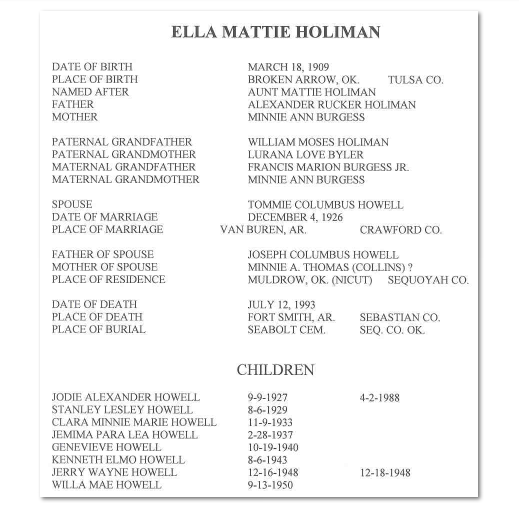 ELLA MATTIE HOLIMAN
DATE OF BIRTH MARCH 18, 1909
PLACE OF BIRTH BROKEN ARROW, OK. TULSA CO.
NAMED AFTER AUNT MATTIE HOLIMAN
FATHER ALEXANDER RUCKER HOLIMAN
MOTHER MINNIE ANN BURGESS
PATERNAL GRANDFATHER WILLIAM MOSES HOLIMAN
PATERNAL GRANDMOTHER LURANA LOVE BYLER
MATERNAL GRANDFATHER FRANCIS MARION BURGESS JR.
MATERNAL GRANDMOTHER MINNIE ANN BURGESS
SPOUSE TOMMIE COLUMBUS HOWELL
DATE OF MARRIAGE DECEMBER 4, 1926
PLACE OF MARRIAGE VAN BUREN, AR. CRAWFORD CO.
FATHER OF SPOUSE JOSEPH COLUMBUS HOWELL
MOTHER OF SPOUSE MINNIE A. THOMAS (COLLINS) ?
PLACE OF RESIDENCE MULDROW, OK. (NICUT) SEQUOYAH CO.
DATE OF DEATH JULY 12, 1993
PLACE OF DEATH FORT SMITH, AR. SEBASTIAN CO.
PLACE OF BURIAL SEABOLT CEM. SEQ. CO. OK.
CHILDREN
JODIE ALEXANDER HOWELL 9-9-1927 4-2-1988
STANLEY LESLEY HOWELL 8-6-1929
CLARA MINNIE MARIE HOWELL 11-9-1933
JEMIMA PARA LEA HOWELL 2-28-1937
GENEVIEVE HOWELL 10-19-1940
KENNETH ELMO HOWELL 8-6-1943
JERRY WAYNE HOWELL 12-16-1948 12-18-1948
WILLA MAE HOWELL 9-13-1950